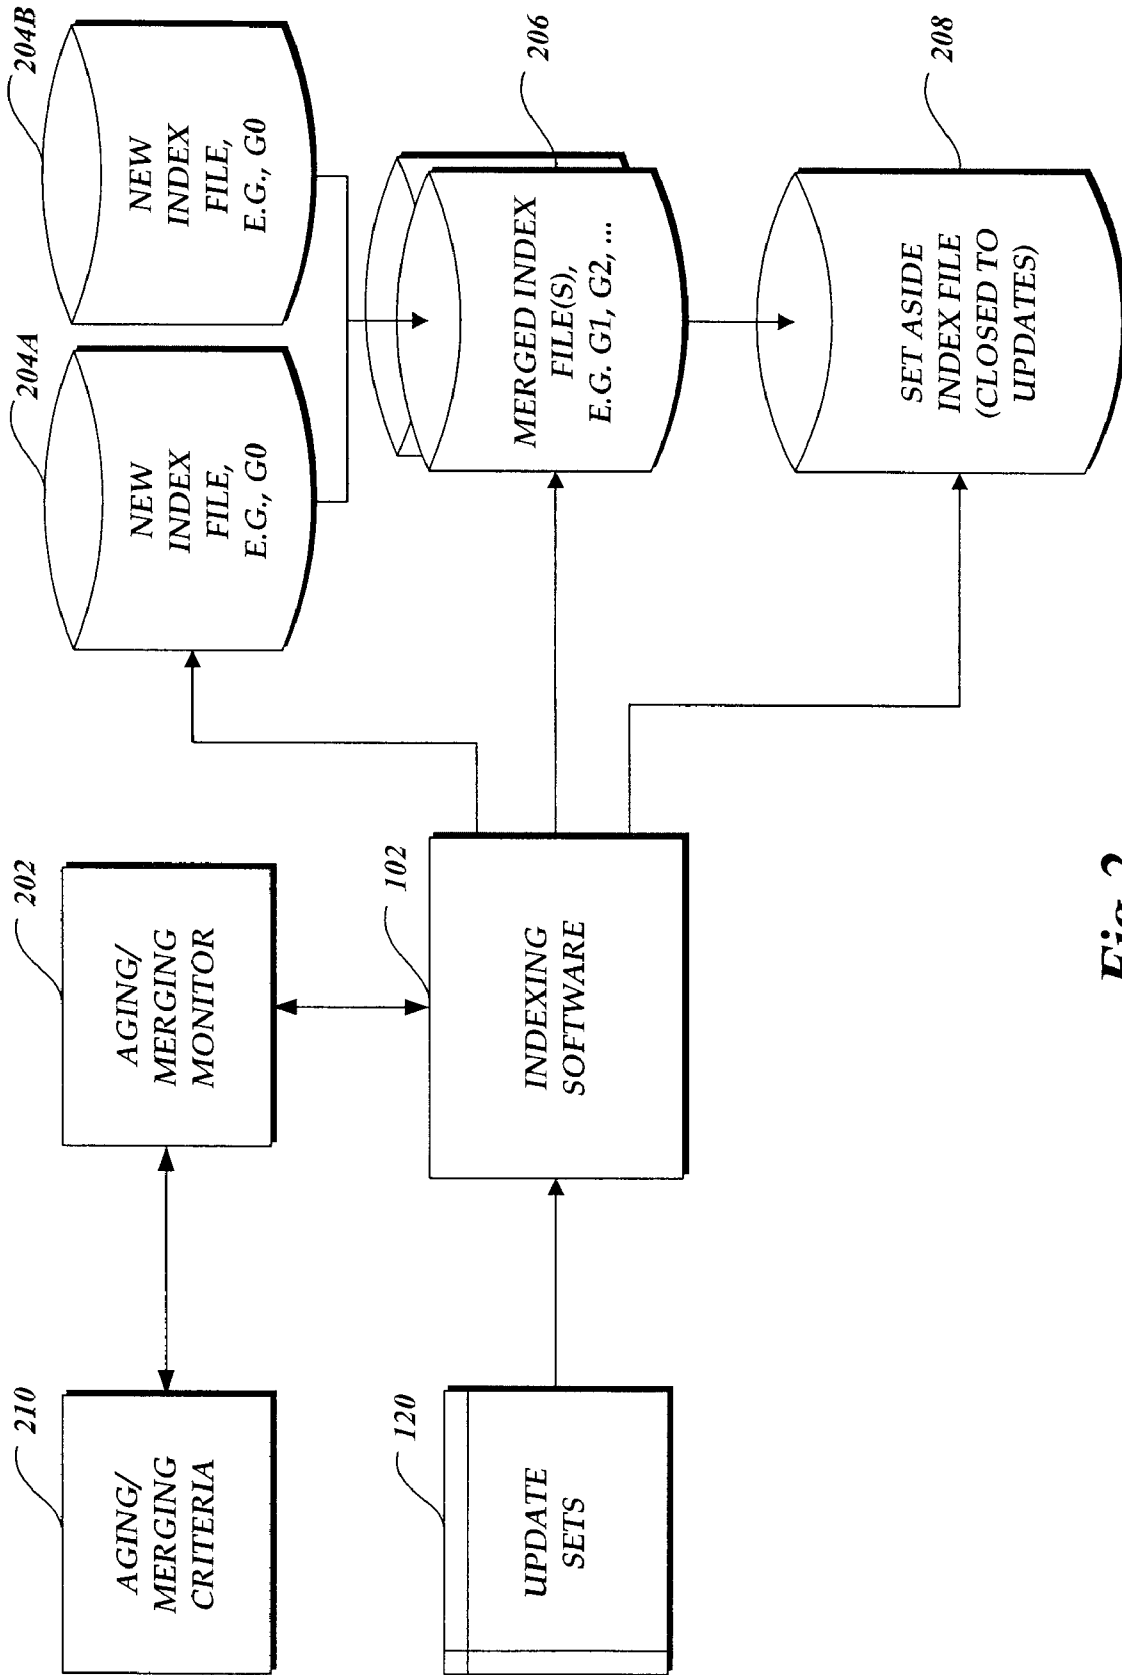 210
AGING/
MERGING
CRITERIA
202
AGING/
MERGING
MONITOR
204A
NEW
INDEX
FILE,
E.G., G0
204B
NEW
INDEX
FILE,
E.G., G0
120
UPDATE
SETS
102
INDEXING
SOFTWARE
206
MERGED INDEX
FILE(S),
E.G. G1, G2, ...
208
SET ASIDE
INDEX FILE
(CLOSED TO
UPDATES)
Fig. 2